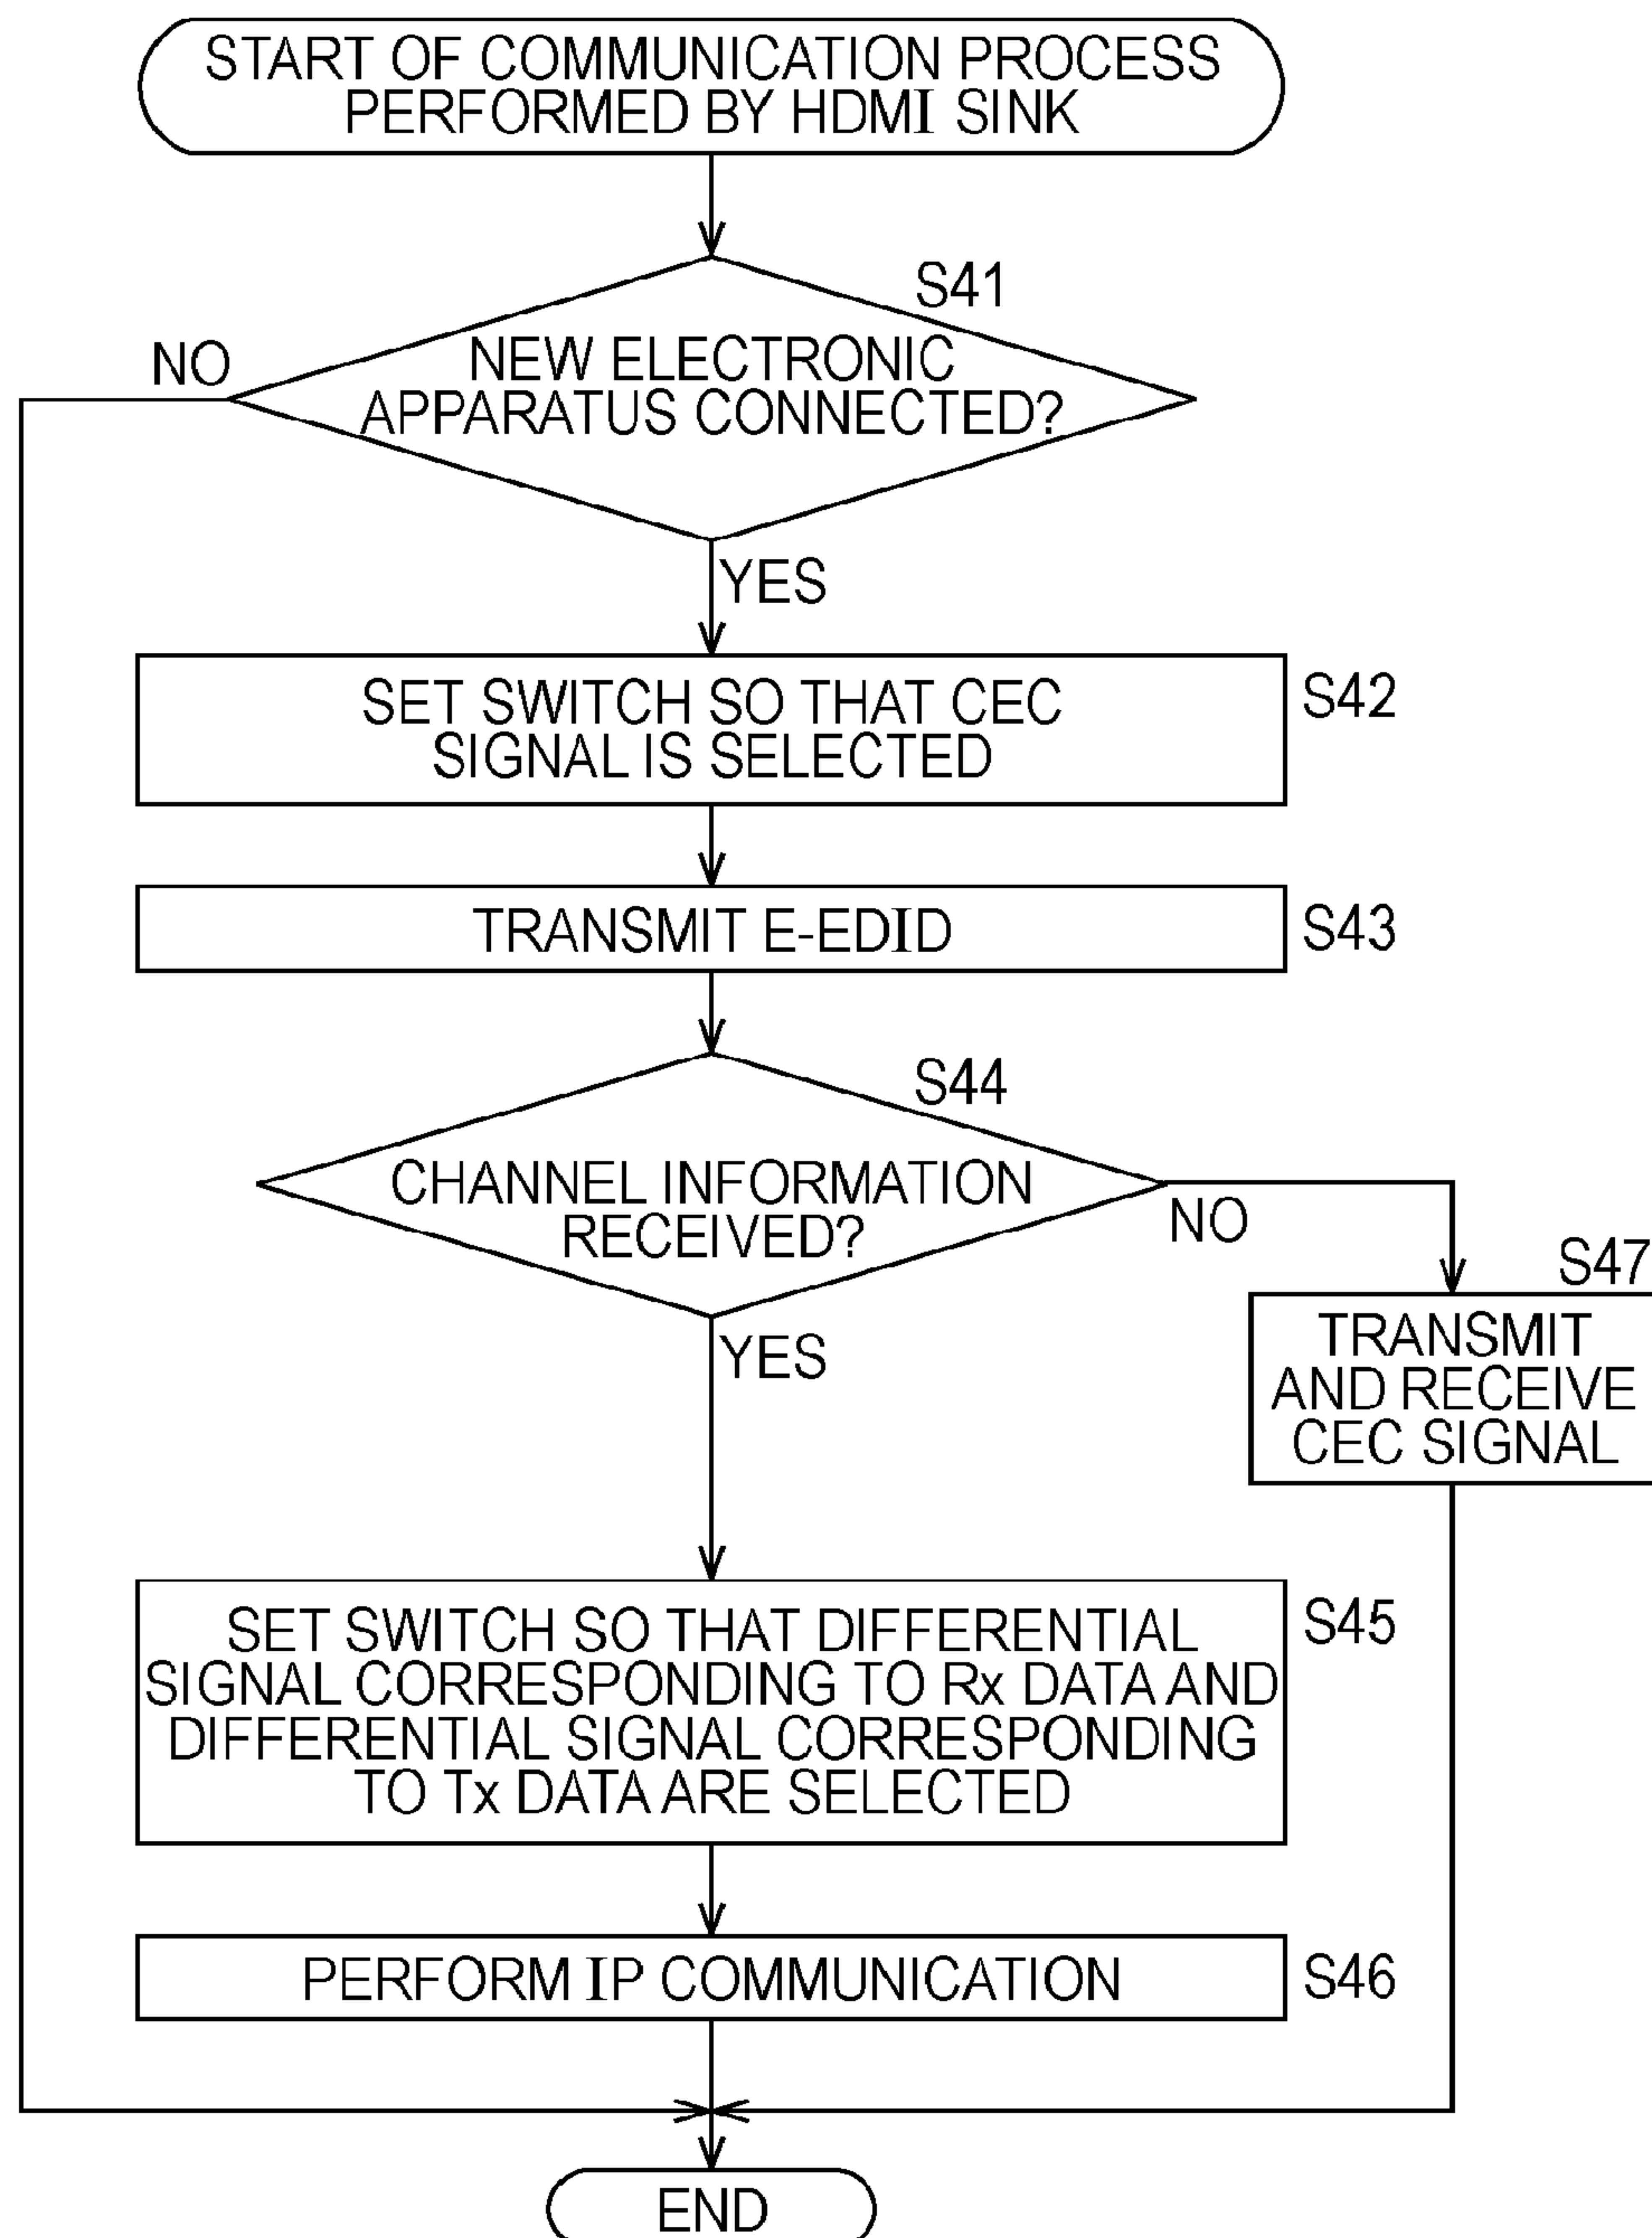 START OF COMMUNICATION PROCESS
PERFORMED BY HDMI SINK
S41
NO
NEW ELECTRONIC
APPARATUS CONNECTED?
YES
SET SWITCH SO THAT CEC
SIGNAL IS SELECTED
S42
TRANSMIT E-EDID
S43
S44
CHANNEL INFORMATION
RECEIVED?
NO
YES
S47
TRANSMIT
AND RECEIVE
CEC SIGNAL
SET SWITCH SO THAT DIFFERENTIAL
SIGNAL CORRESPONDING TO Rx DATA AND
DIFFERENTIAL SIGNAL CORRESPONDING
TO Tx DATA ARE SELECTED
S45
PERFORM IP COMMUNICATION
S46
END